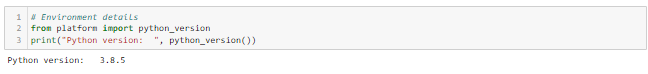 1 # Environment details
2 from platform import python_version
3 print("Python version:  ", python_version())
Python version:   3.8.5